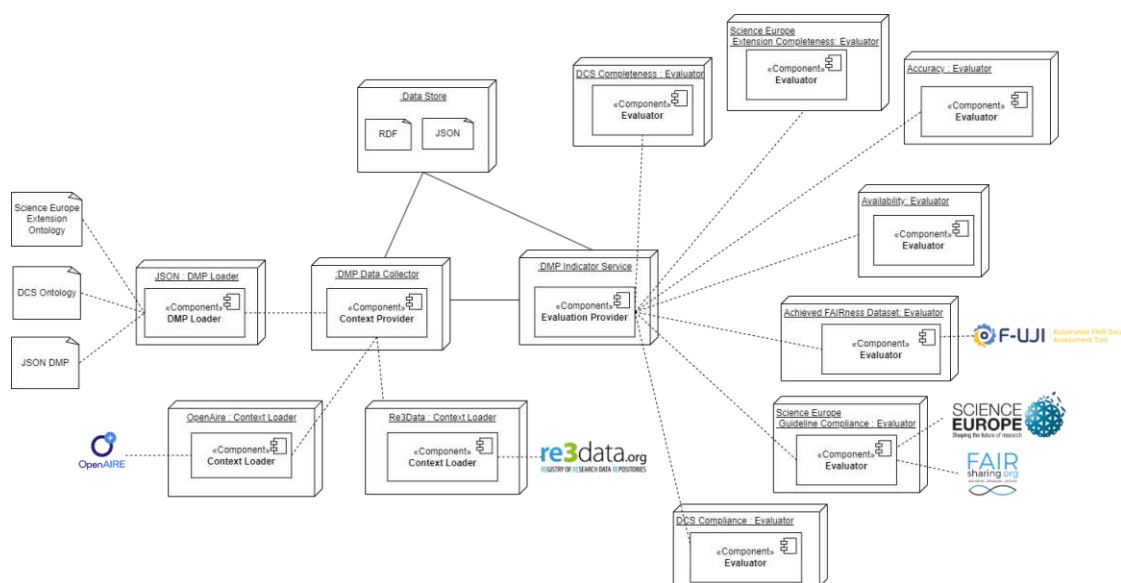 Science Europe
Extension Completeness: Evaluator
«Component»
Evaluator
DCS Completeness : Evaluator
«Component»
Evaluator
Accuracy : Evaluator
«Component»
Evaluator
:Data Store
RDF
JSON
Science Europe
Extension
Ontology
DCS Ontology
JSON DMP
JSON : DMP Loader
«Component»
DMP Loader
:DMP Data Collector
«Component»
Context Provider
:DMP Indicator Service
«Component»
Evaluation Provider
Availability: Evaluator
«Component»
Evaluator
Achieved FAIRness Dataset: Evaluator
«Component»
Evaluator
F-UJI
Automated FAIR Data
Assessment Tool
OpenAire : Context Loader
«Component»
Context Loader
OpenAIRE
Re3Data : Context Loader
«Component»
Context Loader
re3data.org
REGISTRY OF RESEARCH DATA REPOSITORIES
Science Europe
Guideline Compliance : Evaluator
«Component»
Evaluator
SCIENCE
EUROPE
Shaping the future of research
FAIR
sharing.org
DCS Compliance : Evaluator
«Component»
Evaluator